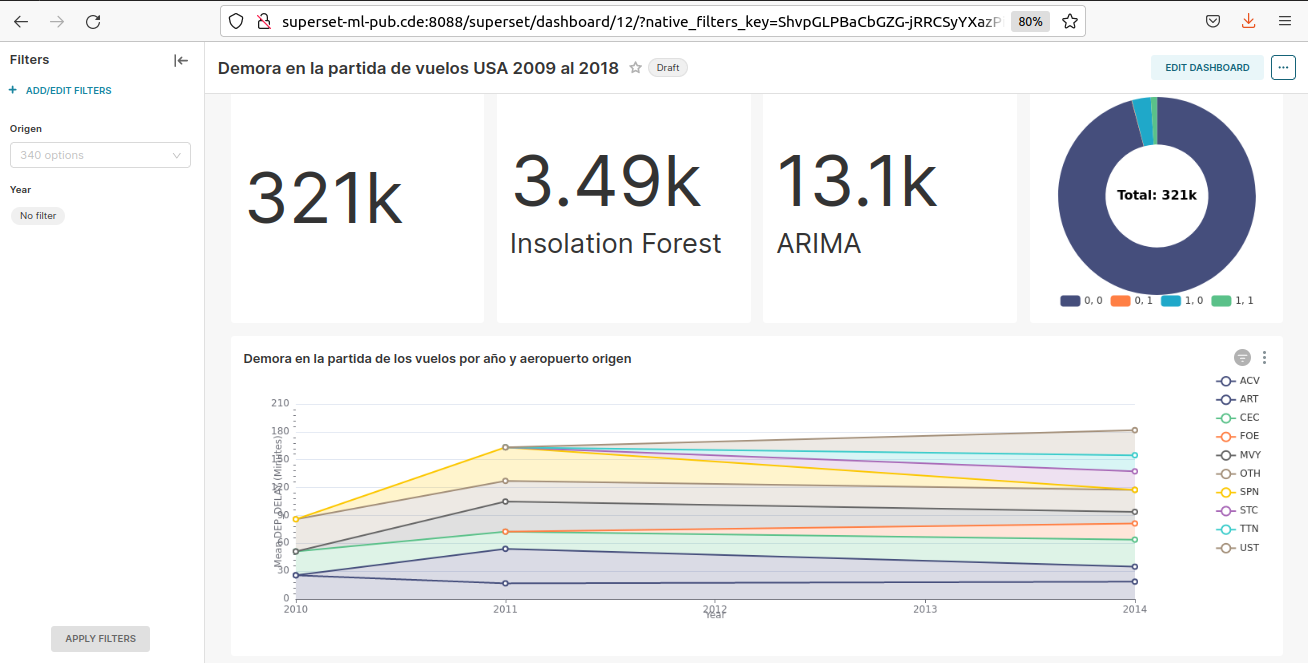 superset-ml-pub.cde:8088/superset/dashboard/12/?native_filters_key=ShvpGLPBaCbGZG-jRRCSyYXazP
80%
Filters
+ ADD/EDIT FILTERS
Origen
340 options
Year
No filter
APPLY FILTERS
Demora en la partida de vuelos USA 2009 al 2018
Draft
EDIT DASHBOARD
...
321k
3.49k
Insolation Forest
13.1k
ARIMA
Total: 321k
0, 0
0, 1
1, 0
1, 1
Demora en la partida de los vuelos por año y aeropuerto origen
210
180
150
120
90
60
30
0
Mean DEP_DELAY (Minutes)
2010
2011
2012
2013
2014
Year
ACV
ART
CEC
FOE
MVY
OTH
SPN
STC
TTN
UST